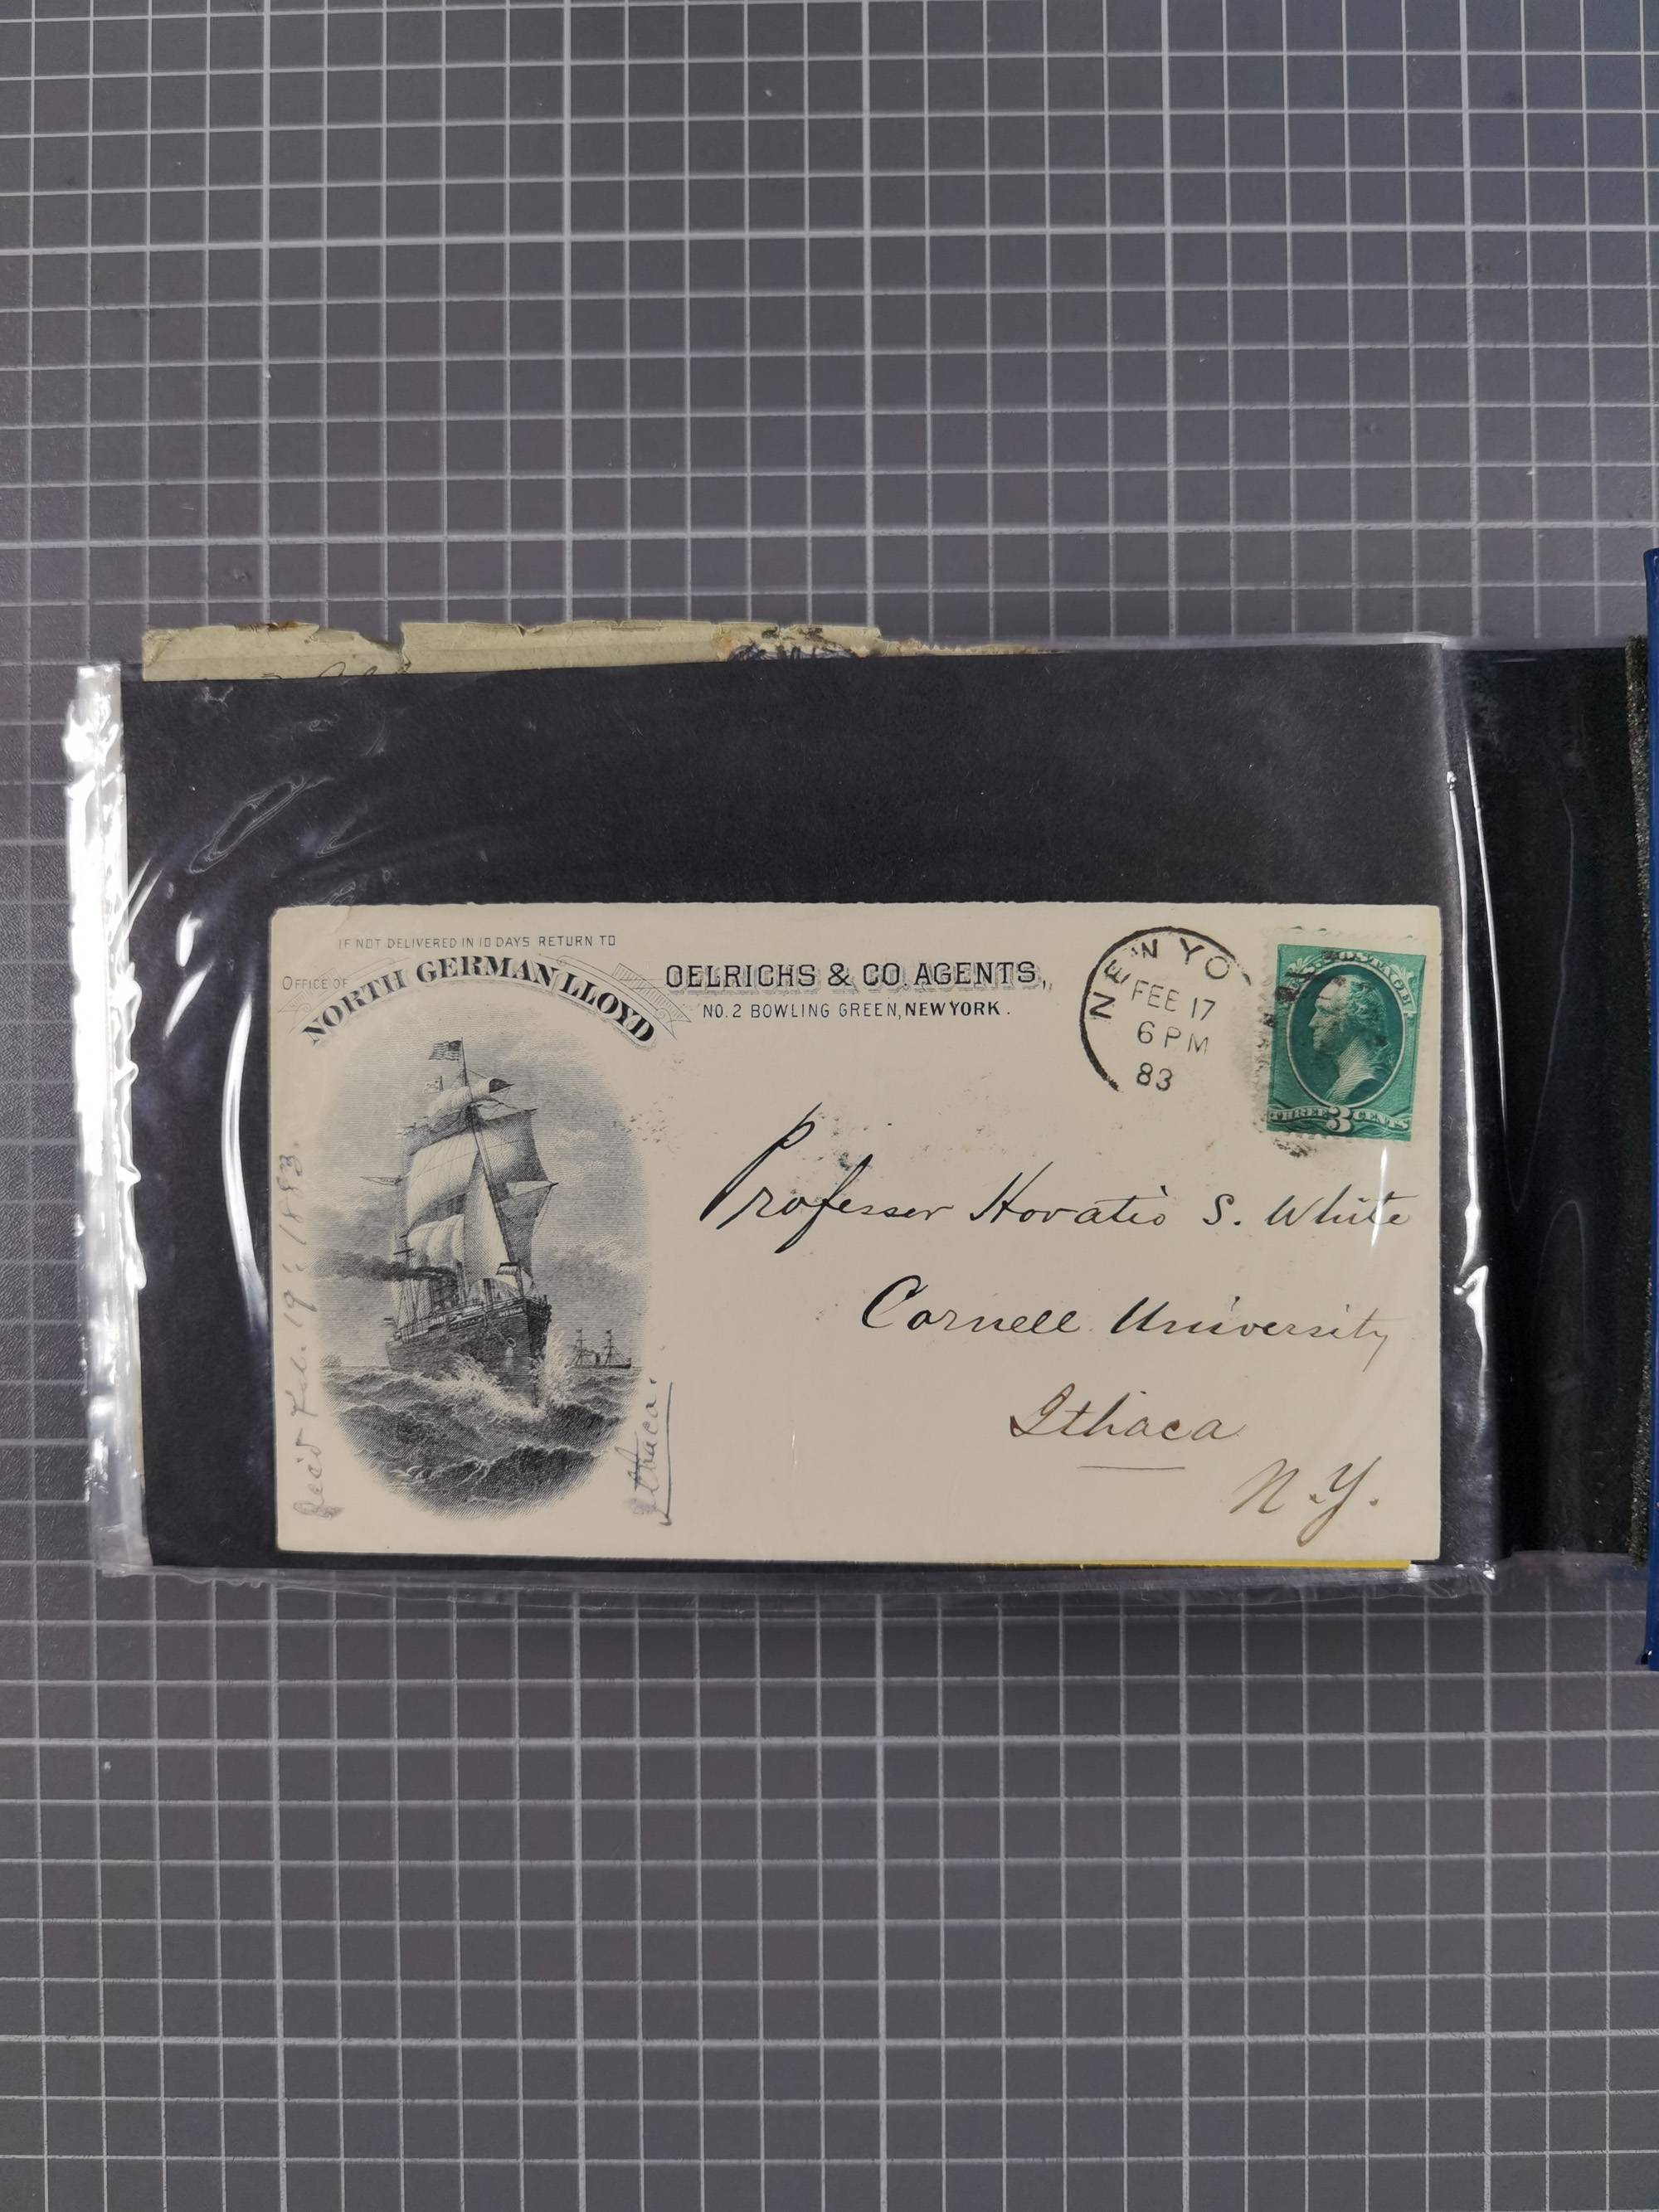 IF NOT DELIVERED IN 10 DAYS RETURN TO
OFFICE OF
NORTH GERMAN LLOYD
OELRICHS & CO. AGENTS,
NO. 2 BOWLING GREEN, NEW YORK.
NEW YO
FEB 17
6 PM
83
POSTAGE
THREE 3 CENTS
Professor Horatio S. White
Cornell University
Ithaca
N.Y.
Rec'd Feb. 19 1883.
Ithaca.